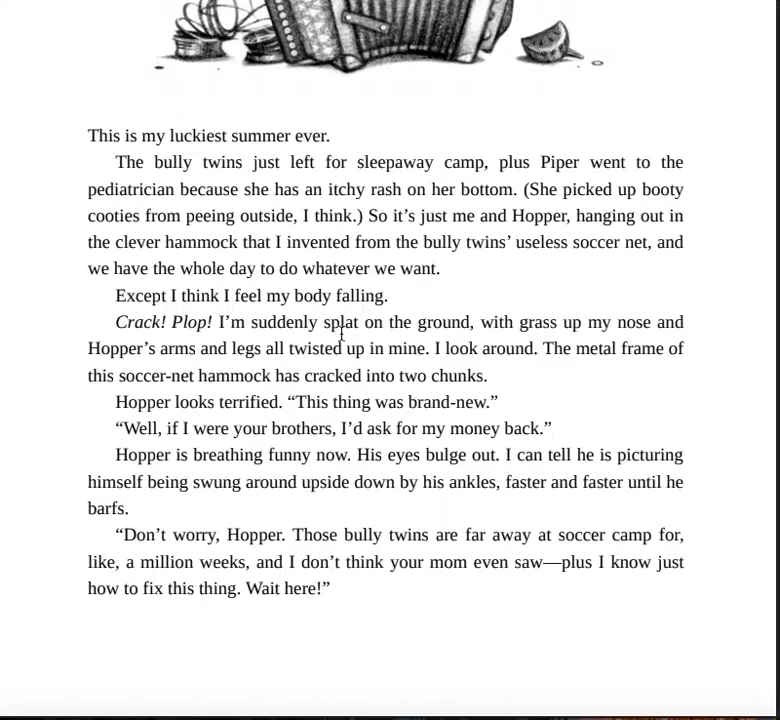 This is my luckiest summer ever.
The bully twins just left for sleepaway camp, plus Piper went to the
pediatrician because she has an itchy rash on her bottom. (She picked up booty
cooties from peeing outside, I think.) So it’s just me and Hopper, hanging out in
the clever hammock that I invented from the bully twins’ useless soccer net, and
we have the whole day to do whatever we want.
Except I think I feel my body falling.
Crack! Plop! I’m suddenly splat on the ground, with grass up my nose and
Hopper’s arms and legs all twisted up in mine. I look around. The metal frame of
this soccer-net hammock has cracked into two chunks.
Hopper looks terrified. “This thing was brand-new.”
“Well, if I were your brothers, I’d ask for my money back.”
Hopper is breathing funny now. His eyes bulge out. I can tell he is picturing
himself being swung around upside down by his ankles, faster and faster until he
barfs.
“Don’t worry, Hopper. Those bully twins are far away at soccer camp for,
like, a million weeks, and I don’t think your mom even saw—plus I know just
how to fix this thing. Wait here!”